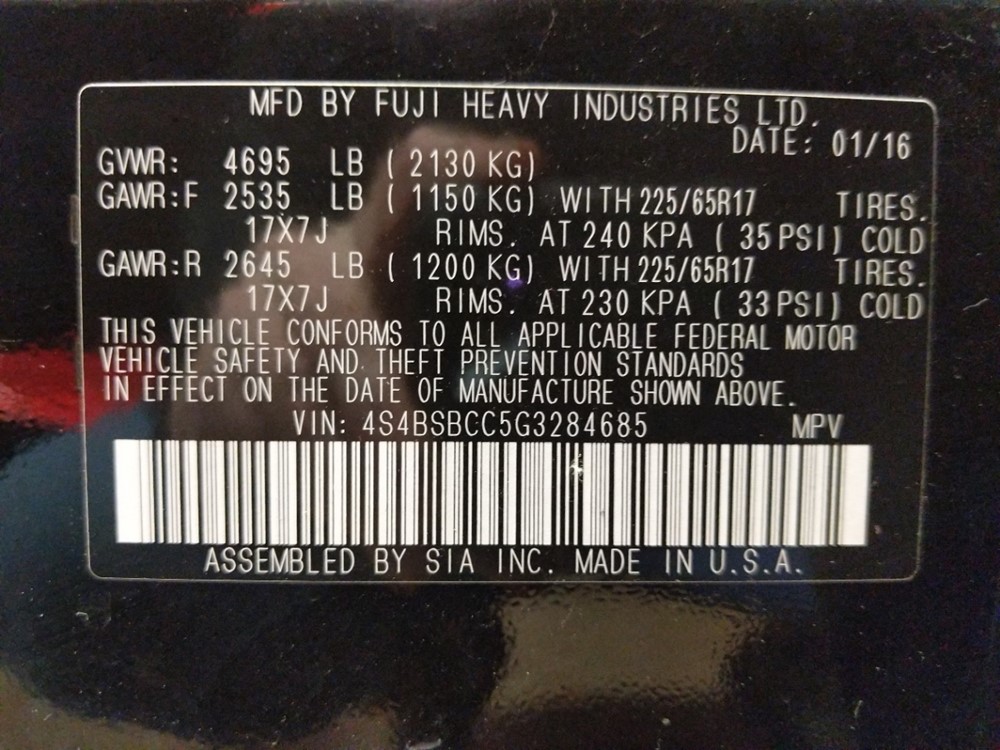 MFD BY FUJI HEAVY INDUSTRIES LTD.
DATE: 01/16
GVWR: 4695 LB ( 2130 KG)
GAWR:F 2535 LB ( 1150 KG) WITH 225/65R17 TIRES.
17X7J RIMS. AT 240 KPA ( 35 PSI) COLD
GAWR:R 2645 LB ( 1200 KG) WITH 225/65R17 TIRES.
17X7J RIMS. AT 230 KPA ( 33 PSI) COLD
THIS VEHICLE CONFORMS TO ALL APPLICABLE FEDERAL MOTOR
VEHICLE SAFETY AND THEFT PREVENTION STANDARDS
IN EFFECT ON THE DATE OF MANUFACTURE SHOWN ABOVE.
VIN: 4S4BSBCC5G3284685 MPV
ASSEMBLED BY SIA INC. MADE IN U.S.A.